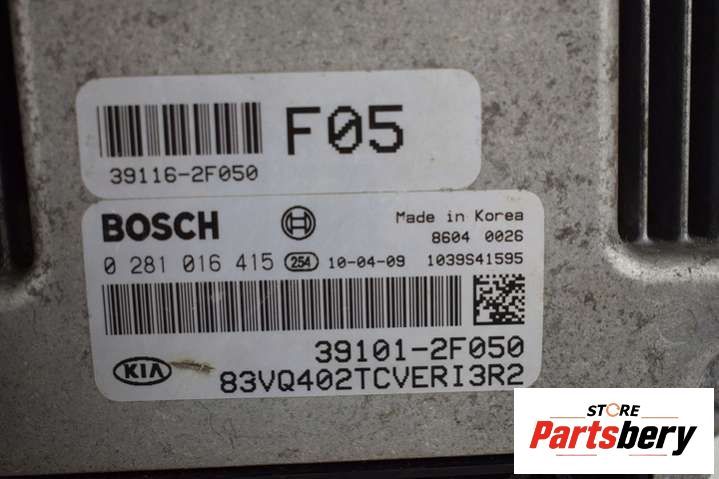 F05
39116-2F050
BOSCH
Made in Korea
8604 0026
0 281 016 415 254 10-04-09 1039S41595
39101-2F050
KIA
83VQ402TCVERI3R2
STORE
Partsbery